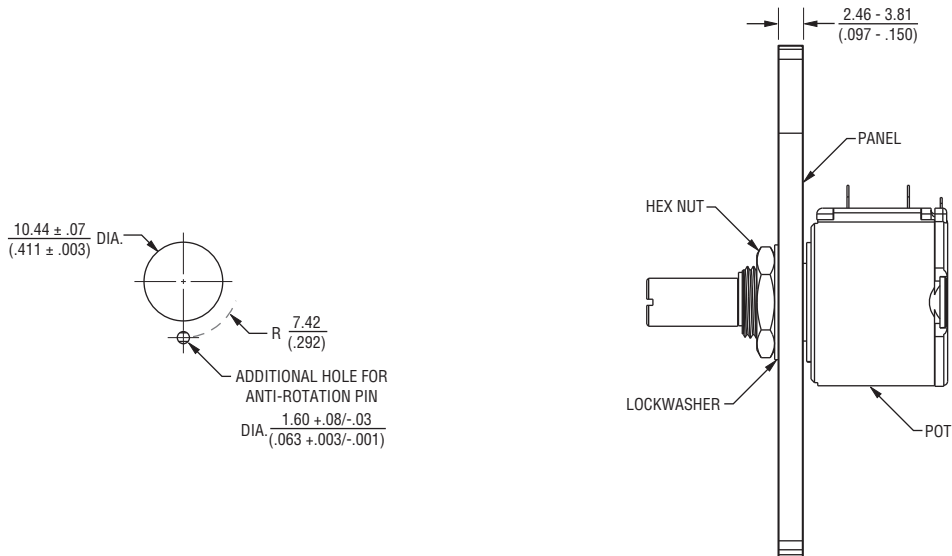 2.46 - 3.81
(.097 - .150)
PANEL
HEX NUT
10.44 ± .07
(.411 ± .003)
DIA.
R
7.42
(.292)
ADDITIONAL HOLE FOR
ANTI-ROTATION PIN
DIA.
1.60 +.08/-.03
(.063 +.003/-.001)
LOCKWASHER
POT